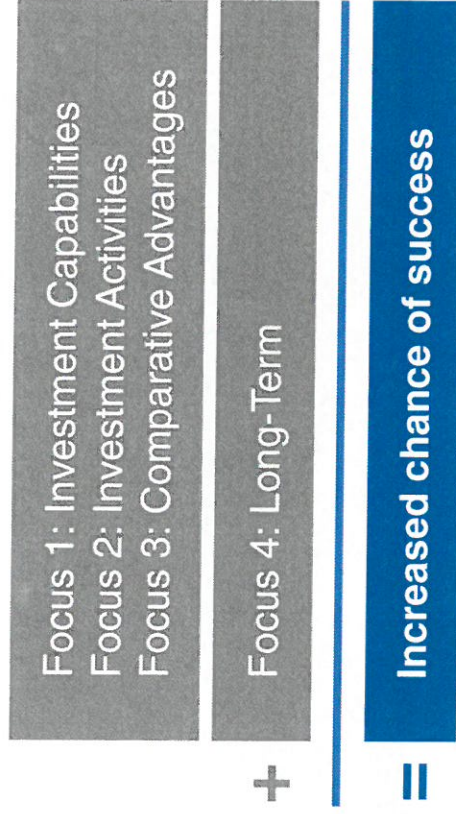 Focus 1: Investment Capabilities
Focus 2: Investment Activities
Focus 3: Comparative Advantages
+ Focus 4: Long-Term
= Increased chance of success